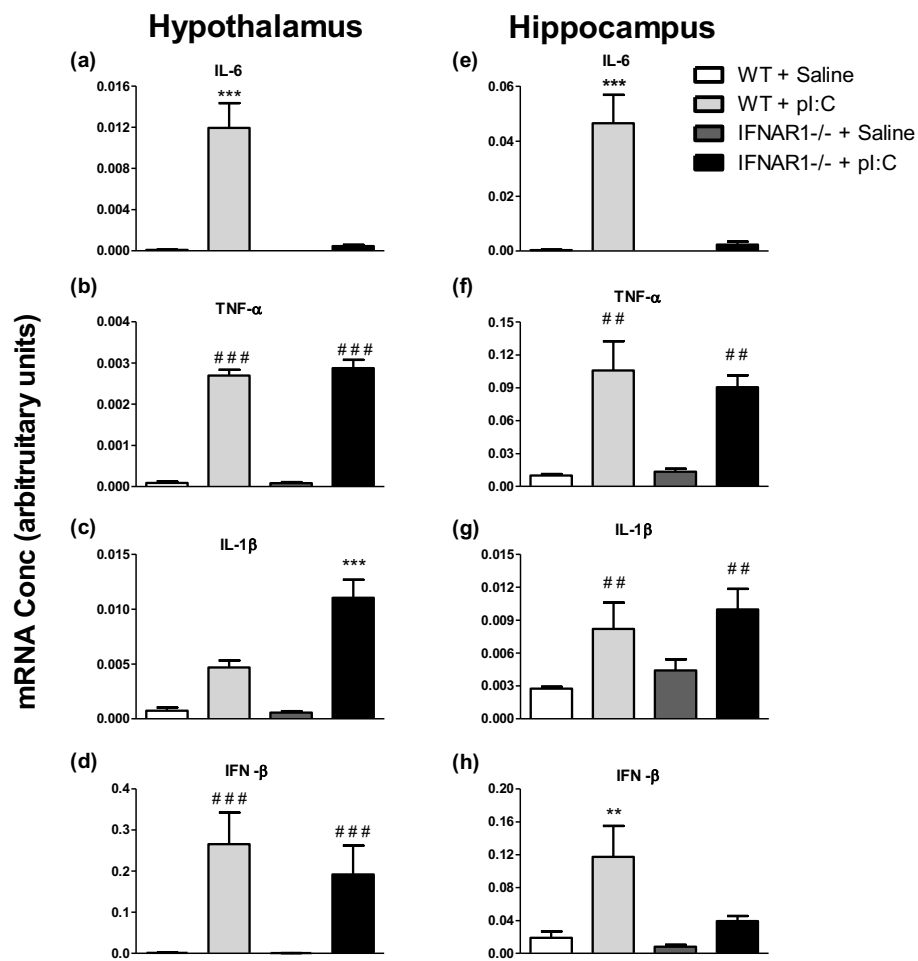 Hypothalamus
Hippocampus
WT + Saline
WT + pI:C
IFNAR1-/- + Saline
IFNAR1-/- + pI:C
mRNA Conc (arbitruitary units)
(a)
IL-6
0.016
0.012
0.008
0.004
0.000
***
(e)
IL-6
0.06
0.04
0.02
0.00
***
(b)
TNF-α
0.004
0.003
0.002
0.001
0.000
###
###
(f)
TNF-α
0.15
0.12
0.09
0.06
0.03
0.00
##
##
(c)
IL-1β
0.015
0.010
0.005
0.000
***
(g)
IL-1β
0.015
0.012
0.009
0.006
0.003
0.000
##
##
(d)
IFN -β
0.4
0.3
0.2
0.1
0.0
###
###
(h)
IFN -β
0.20
0.16
0.12
0.08
0.04
0.00
**